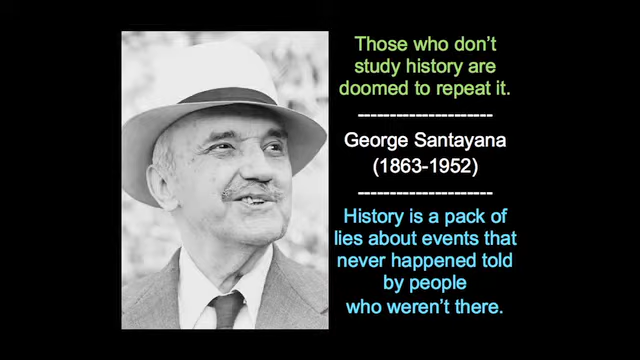 Those who don't
study history are
doomed to repeat it.
---------------------
George Santayana
(1863-1952)
---------------------
History is a pack of
lies about events that
never happened told
by people
who weren't there.